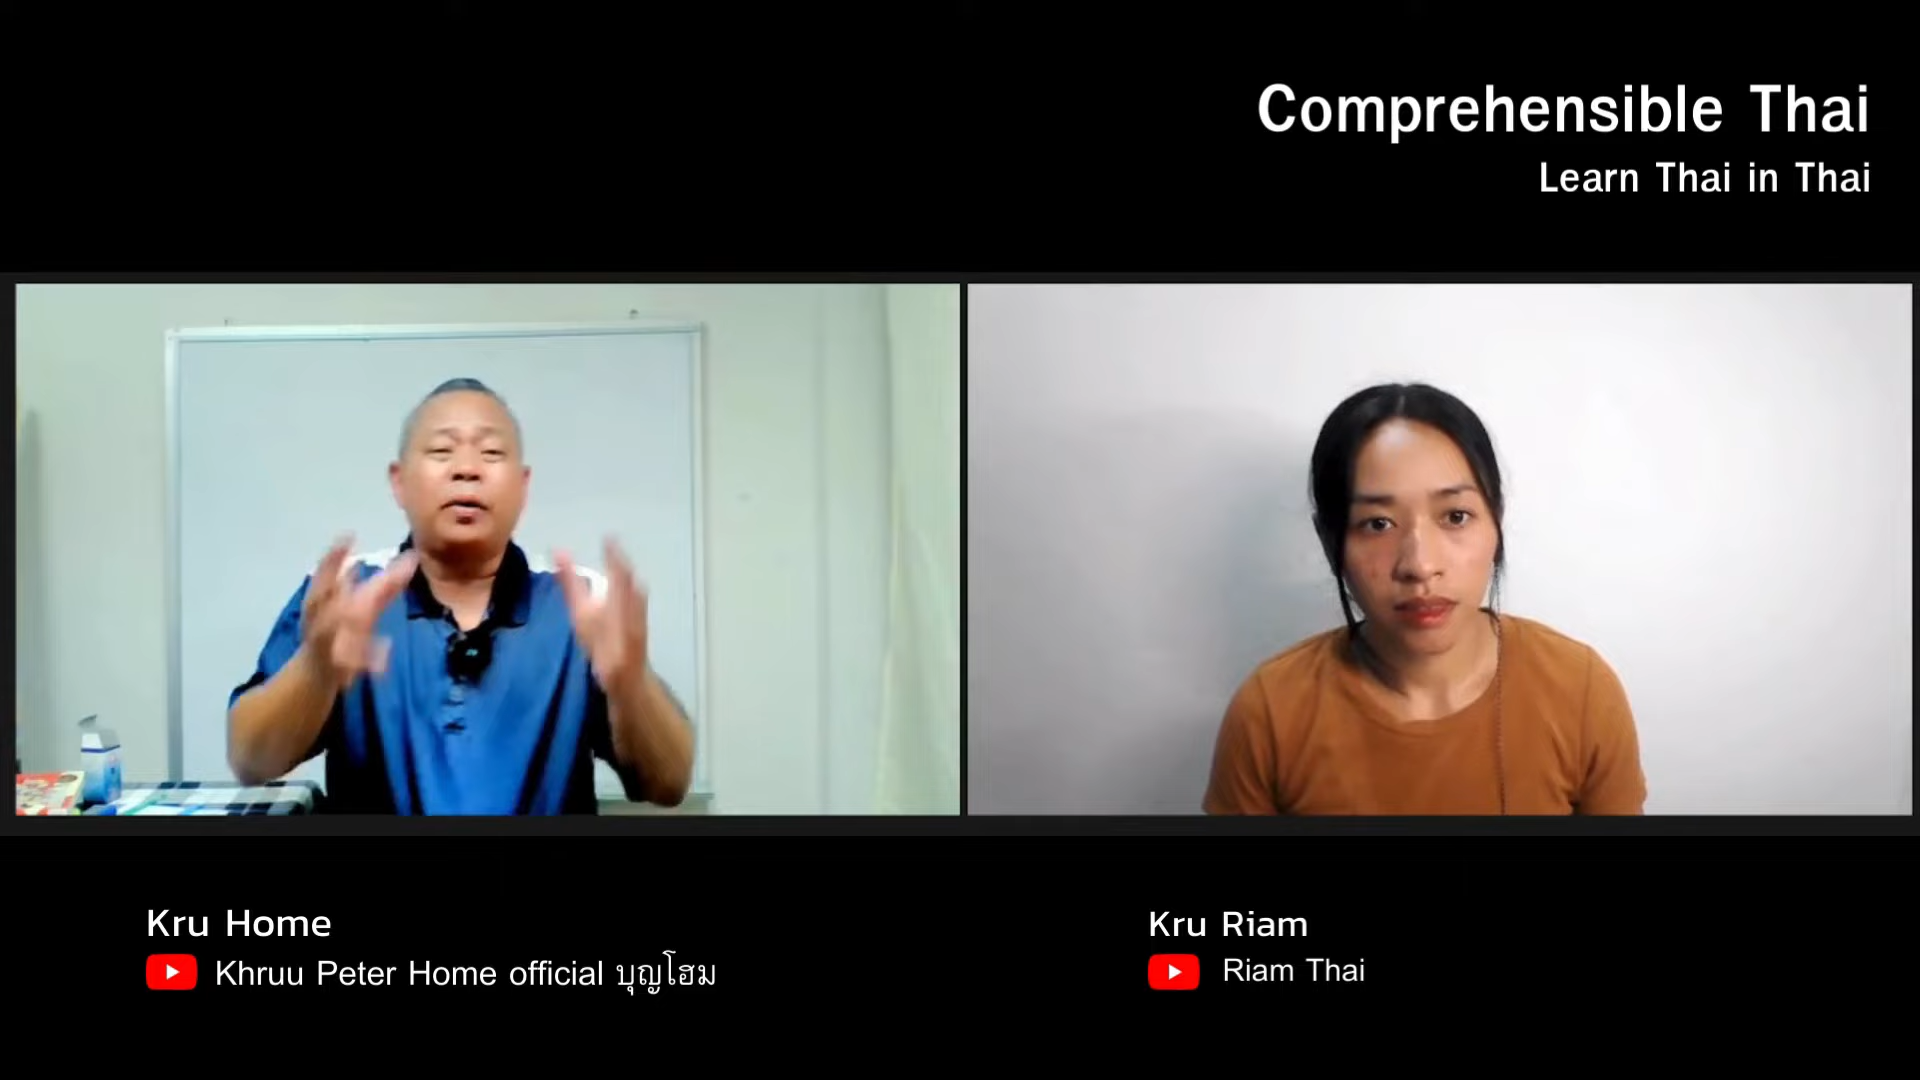 Comprehensible Thai
Learn Thai in Thai
Kru Home
Khruu Peter Home official บุญโฮม
Kru Riam
Riam Thai